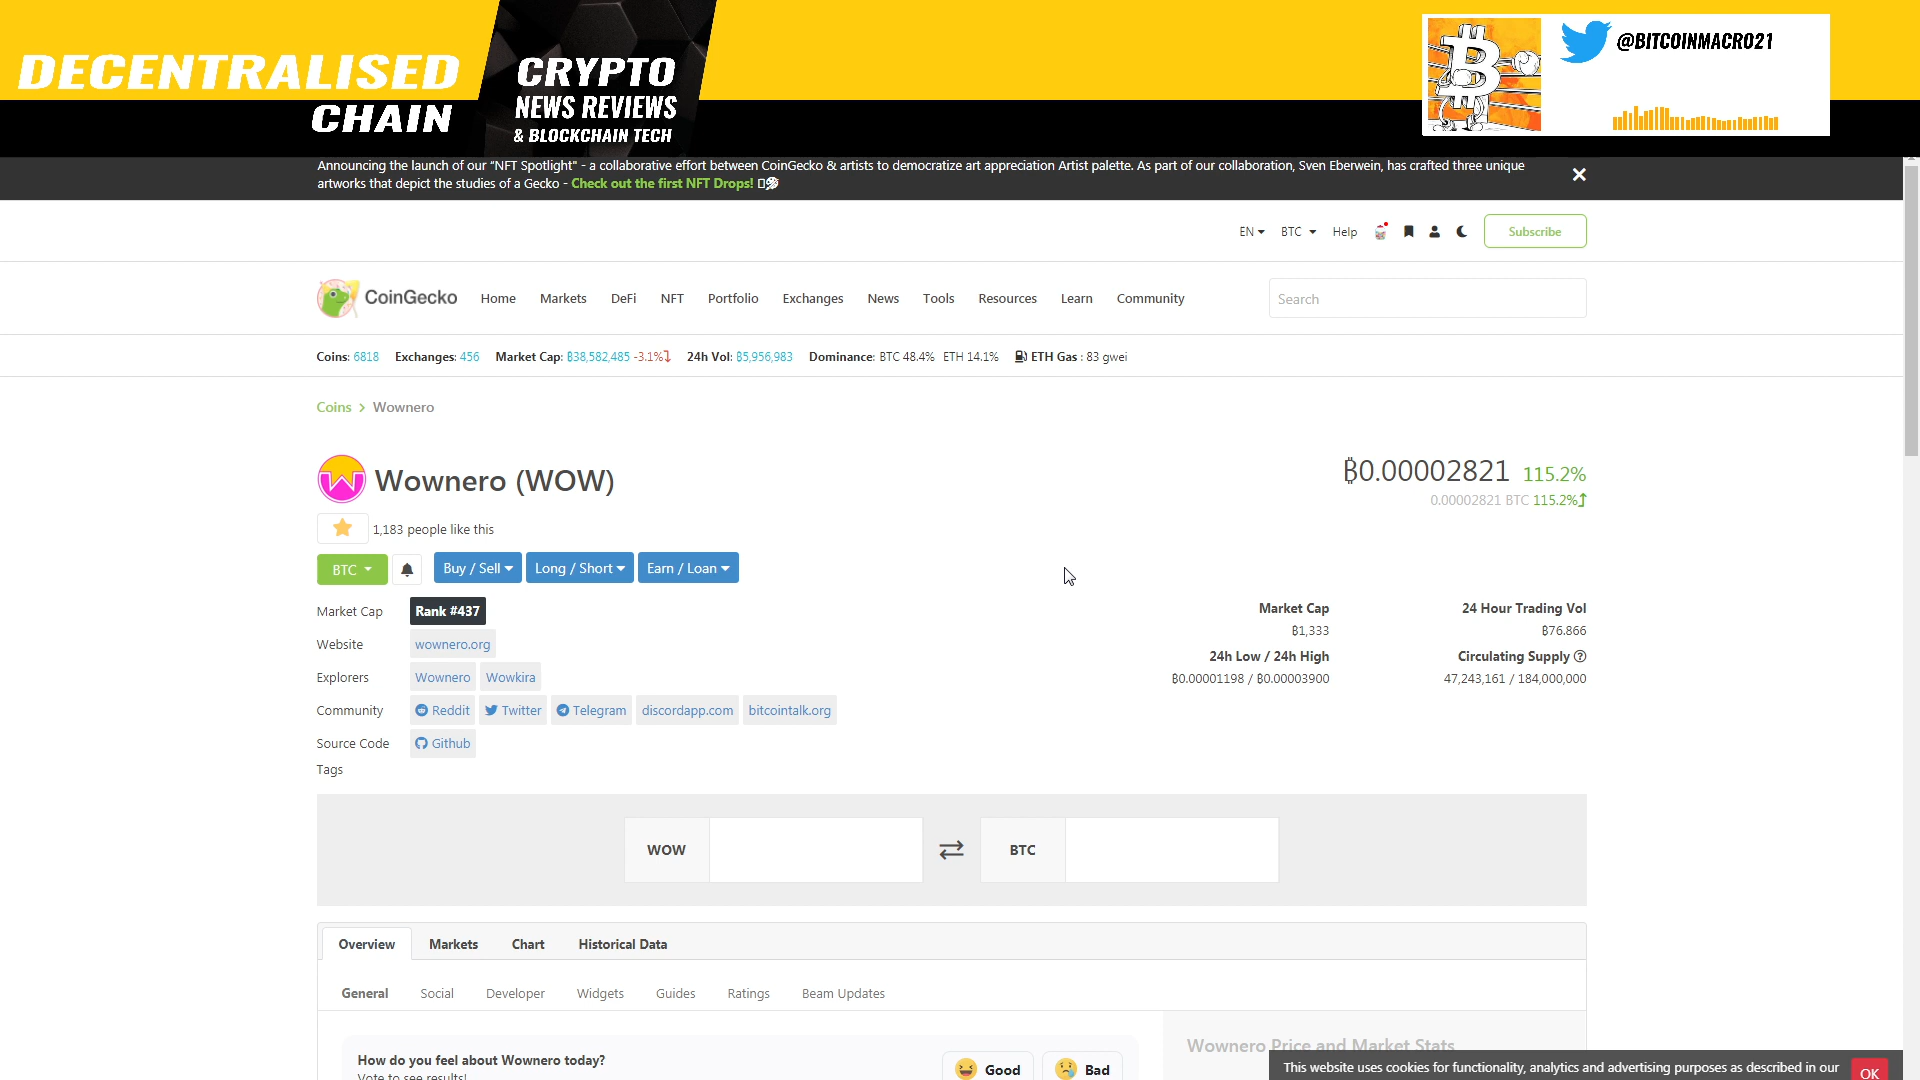 DECENTRALISED
CHAIN
CRYPTO
NEWS REVIEWS
& BLOCKCHAIN TECH
@BITCOINMACRO21
Announcing the launch of our "NFT Spotlight" - a collaborative effort between CoinGecko & artists to democratize art appreciation Artist palette. As part of our collaboration, Sven Eberwein, has crafted three unique
artworks that depict the studies of a Gecko - Check out the first NFT Drops!
EN BTC Help Subscribe
CoinGecko Home Markets DeFi NFT Portfolio Exchanges News Tools Resources Learn Community Search
Coins: 6818 Exchanges: 456 Market Cap: ₿38,582,485 -3.1% 24h Vol: ₿5,956,983 Dominance: BTC 48.4% ETH 14.1% ETH Gas : 83 gwei
Coins > Wownero
Wownero (WOW)
₿0.00002821 115.2%
0.00002821 BTC 115.2%
1,183 people like this
BTC Buy / Sell Long / Short Earn / Loan
Market Cap Rank #437
Website wownero.org
Explorers Wownero Wowkira
Community Reddit Twitter Telegram discordapp.com bitcointalk.org
Source Code Github
Tags
Market Cap 24 Hour Trading Vol
₿1,333 ₿76.866
24h Low / 24h High Circulating Supply ?
₿0.00001198 / ₿0.00003900 47,243,161 / 184,000,000
WOW BTC
Overview Markets Chart Historical Data
General Social Developer Widgets Guides Ratings Beam Updates
How do you feel about Wownero today?
Vote to see results!
Good Bad
Wownero Price and Market Stats
This website uses cookies for functionality, analytics and advertising purposes as described in our
OK